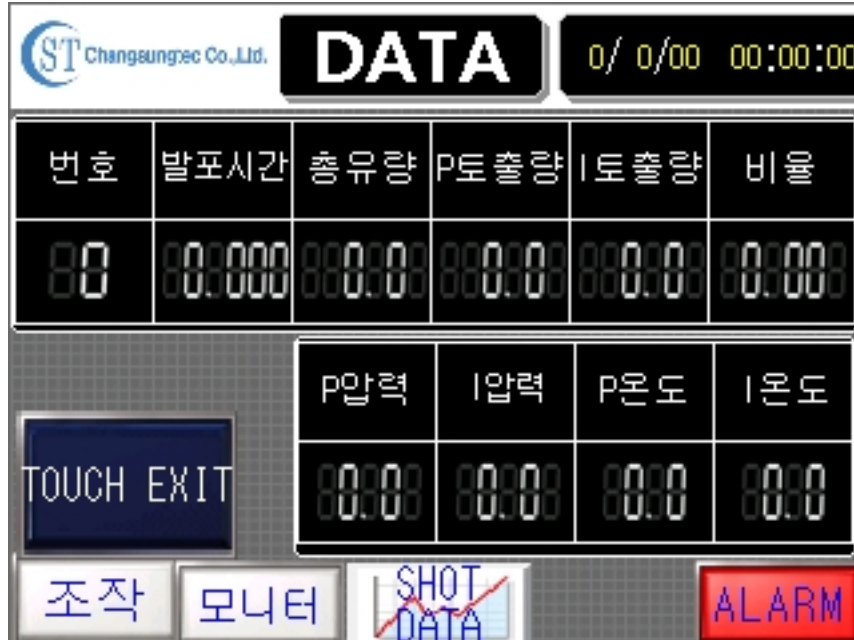 ST Changsungtec Co.,Ltd.
DATA
0/ 0/00 00:00:00
번호 발포시간 총유량 P토출량 I토출량 비율
0 0.000 0.0 0.0 0.0 0.00
P압력 I압력 P온도 I온도
0.0 0.0 0.0 0.0
TOUCH EXIT
조작 모니터 SHOT DATA ALARM